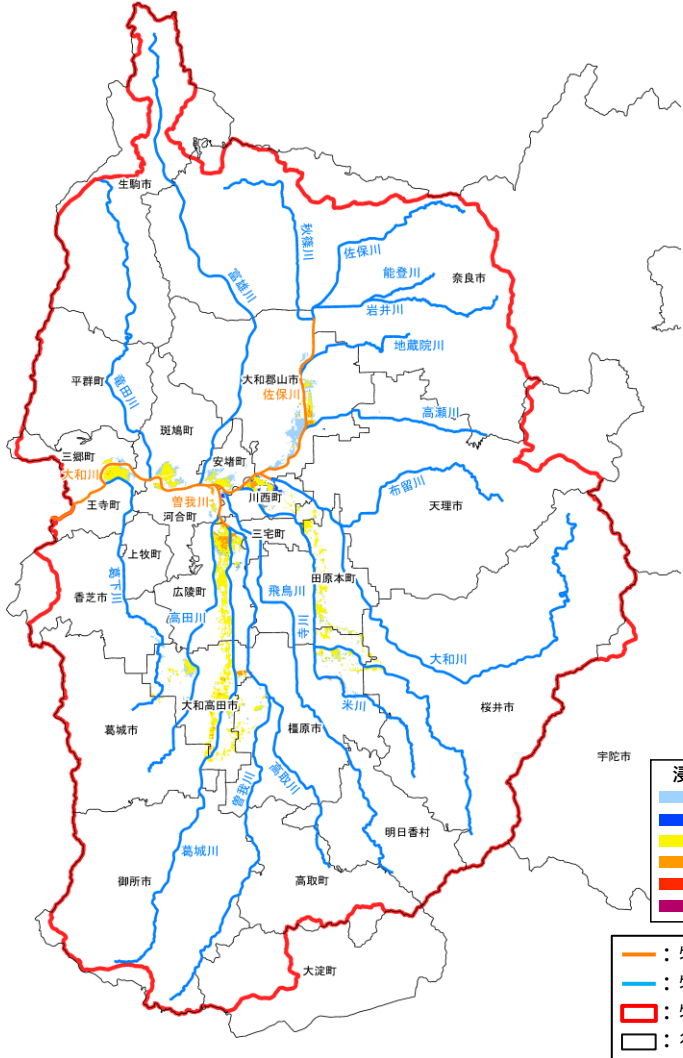 生駒市
秋篠川
佐保川
能登川
奈良市
富雄川
岩井川
地蔵院川
平群町
竜田川
大和郡山市
佐保川
高瀬川
斑鳩町
三郷町
安堵町
大和川
曽我川
川西町
布留川
天理市
王寺町
河合町
三宅町
上牧町
葛下川
香芝市
広陵町
飛鳥川
田原本町
高田川
寺川
大和川
大和高田市
米川
桜井市
葛城市
橿原市
宇陀市
曽我川
高取川
明日香村
葛城川
御所市
高取町
大淀町
浸
:
:
:
: